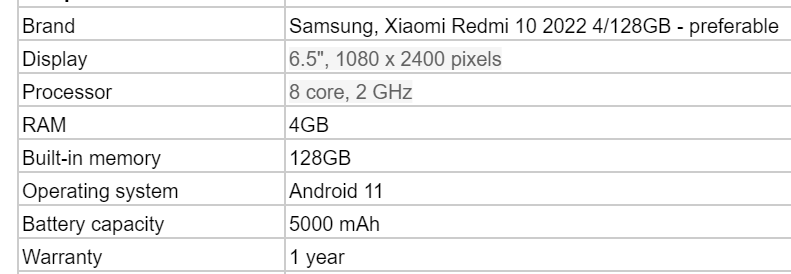 Brand Samsung, Xiaomi Redmi 10 2022 4/128GB - preferable
Display 6.5", 1080 x 2400 pixels
Processor 8 core, 2 GHz
RAM 4GB
Built-in memory 128GB
Operating system Android 11
Battery capacity 5000 mAh
Warranty 1 year